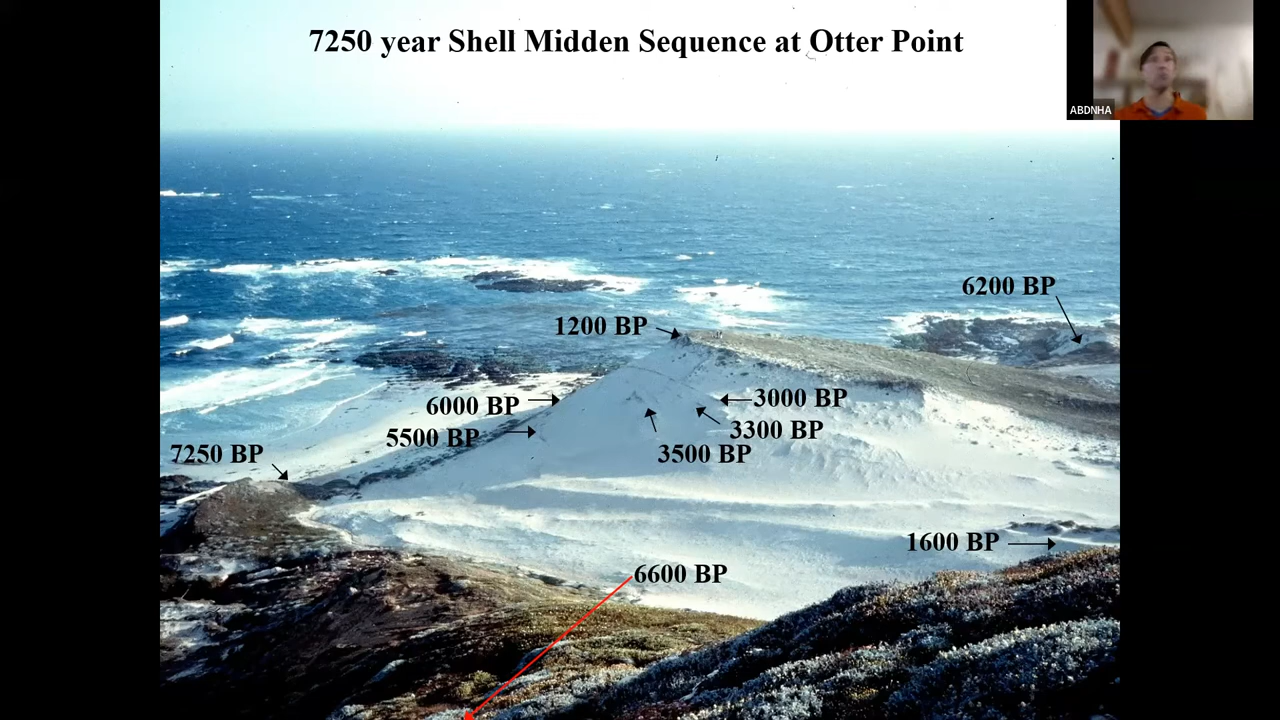 7250 year Shell Midden Sequence at Otter Point
ABDNHA
6200 BP
1200 BP
6000 BP
3000 BP
5500 BP
3300 BP
7250 BP
3500 BP
1600 BP
6600 BP